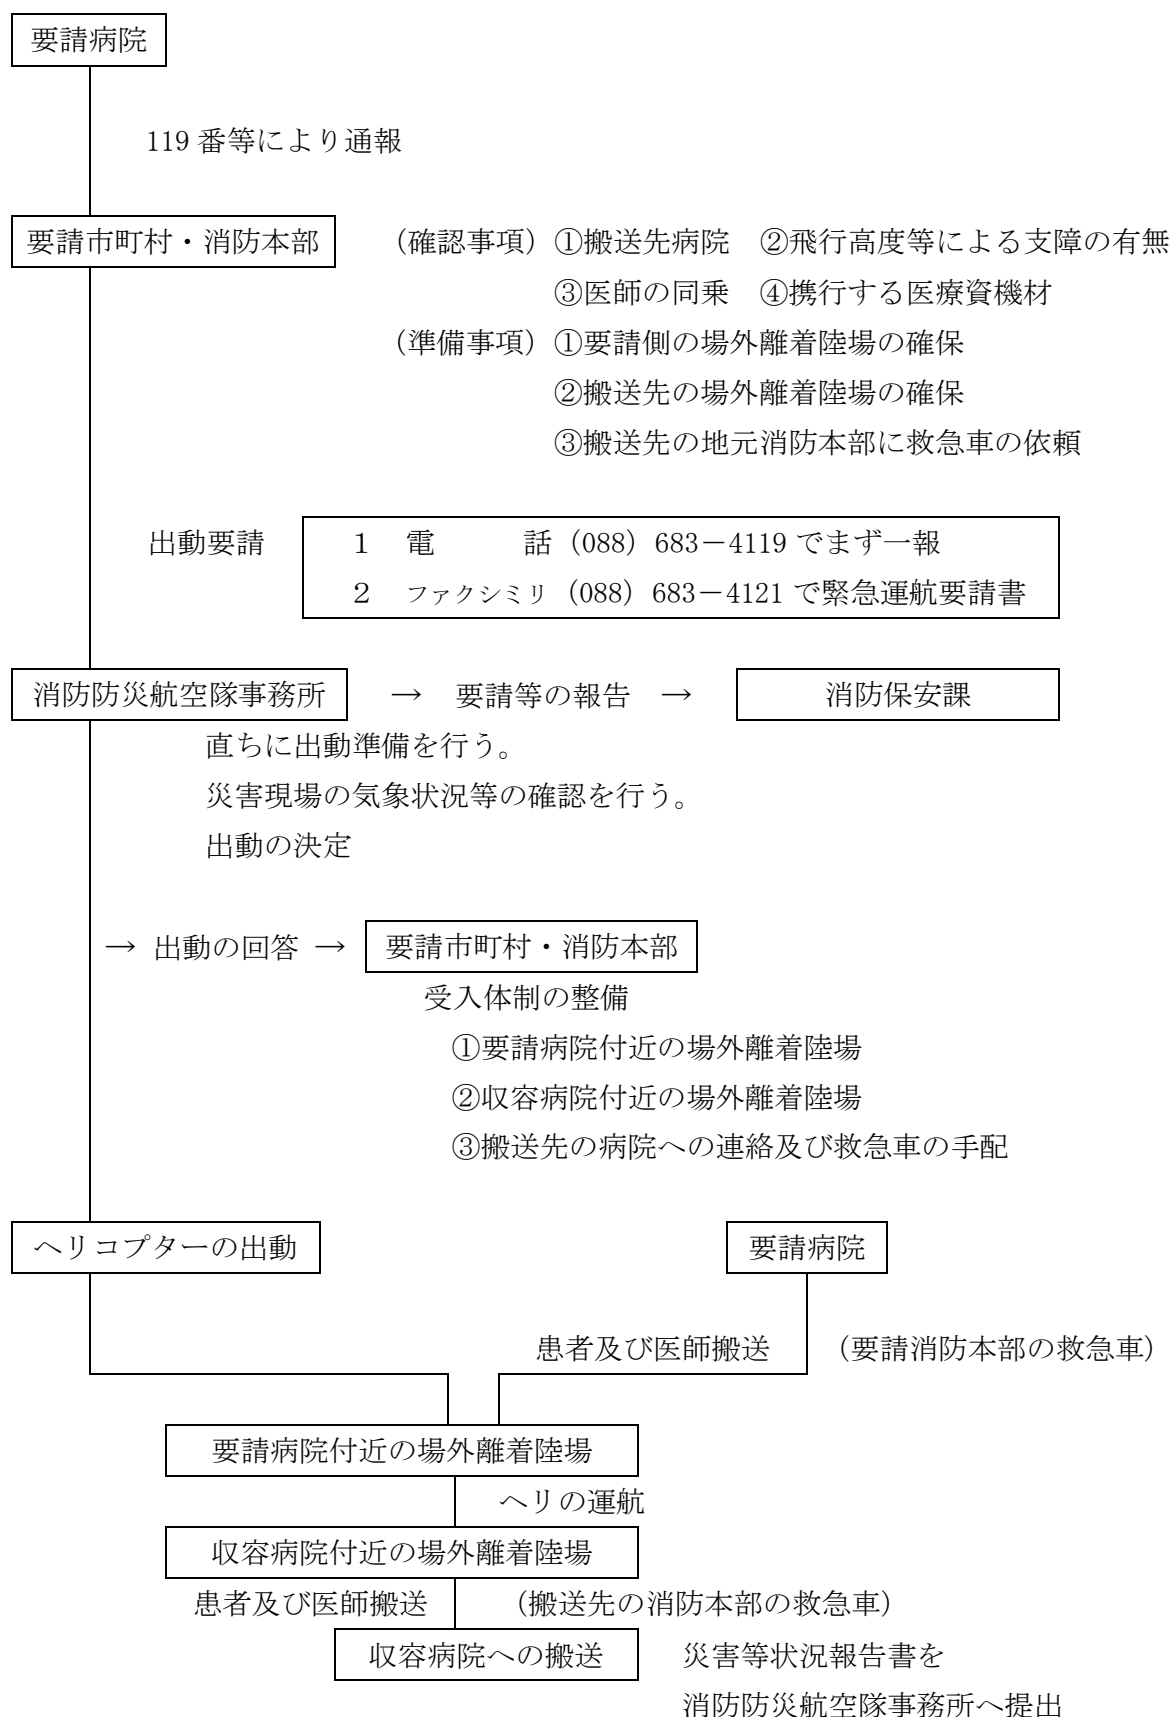 要請病院
119 番等により通報
要請市町村・消防本部 （確認事項）①搬送先病院　②飛行高度等による支障の有無
③医師の同乗　④携行する医療資機材
（準備事項）①要請側の場外離着陸場の確保
②搬送先の場外離着陸場の確保
③搬送先の地元消防本部に救急車の依頼
出動要請 １　電　　　話（088）683－4119 でまず一報
２　ファクシミリ（088）683－4121 で緊急運航要請書
消防防災航空隊事務所 → 要請等の報告 → 消防保安課
直ちに出動準備を行う。
災害現場の気象状況等の確認を行う。
出動の決定
→ 出動の回答 → 要請市町村・消防本部
受入体制の整備
①要請病院付近の場外離着陸場
②収容病院付近の場外離着陸場
③搬送先の病院への連絡及び救急車の手配
ヘリコプターの出動 要請病院
患者及び医師搬送 （要請消防本部の救急車）
要請病院付近の場外離着陸場
ヘリの運航
収容病院付近の場外離着陸場
患者及び医師搬送 （搬送先の消防本部の救急車）
収容病院への搬送 災害等状況報告書を
消防防災航空隊事務所へ提出